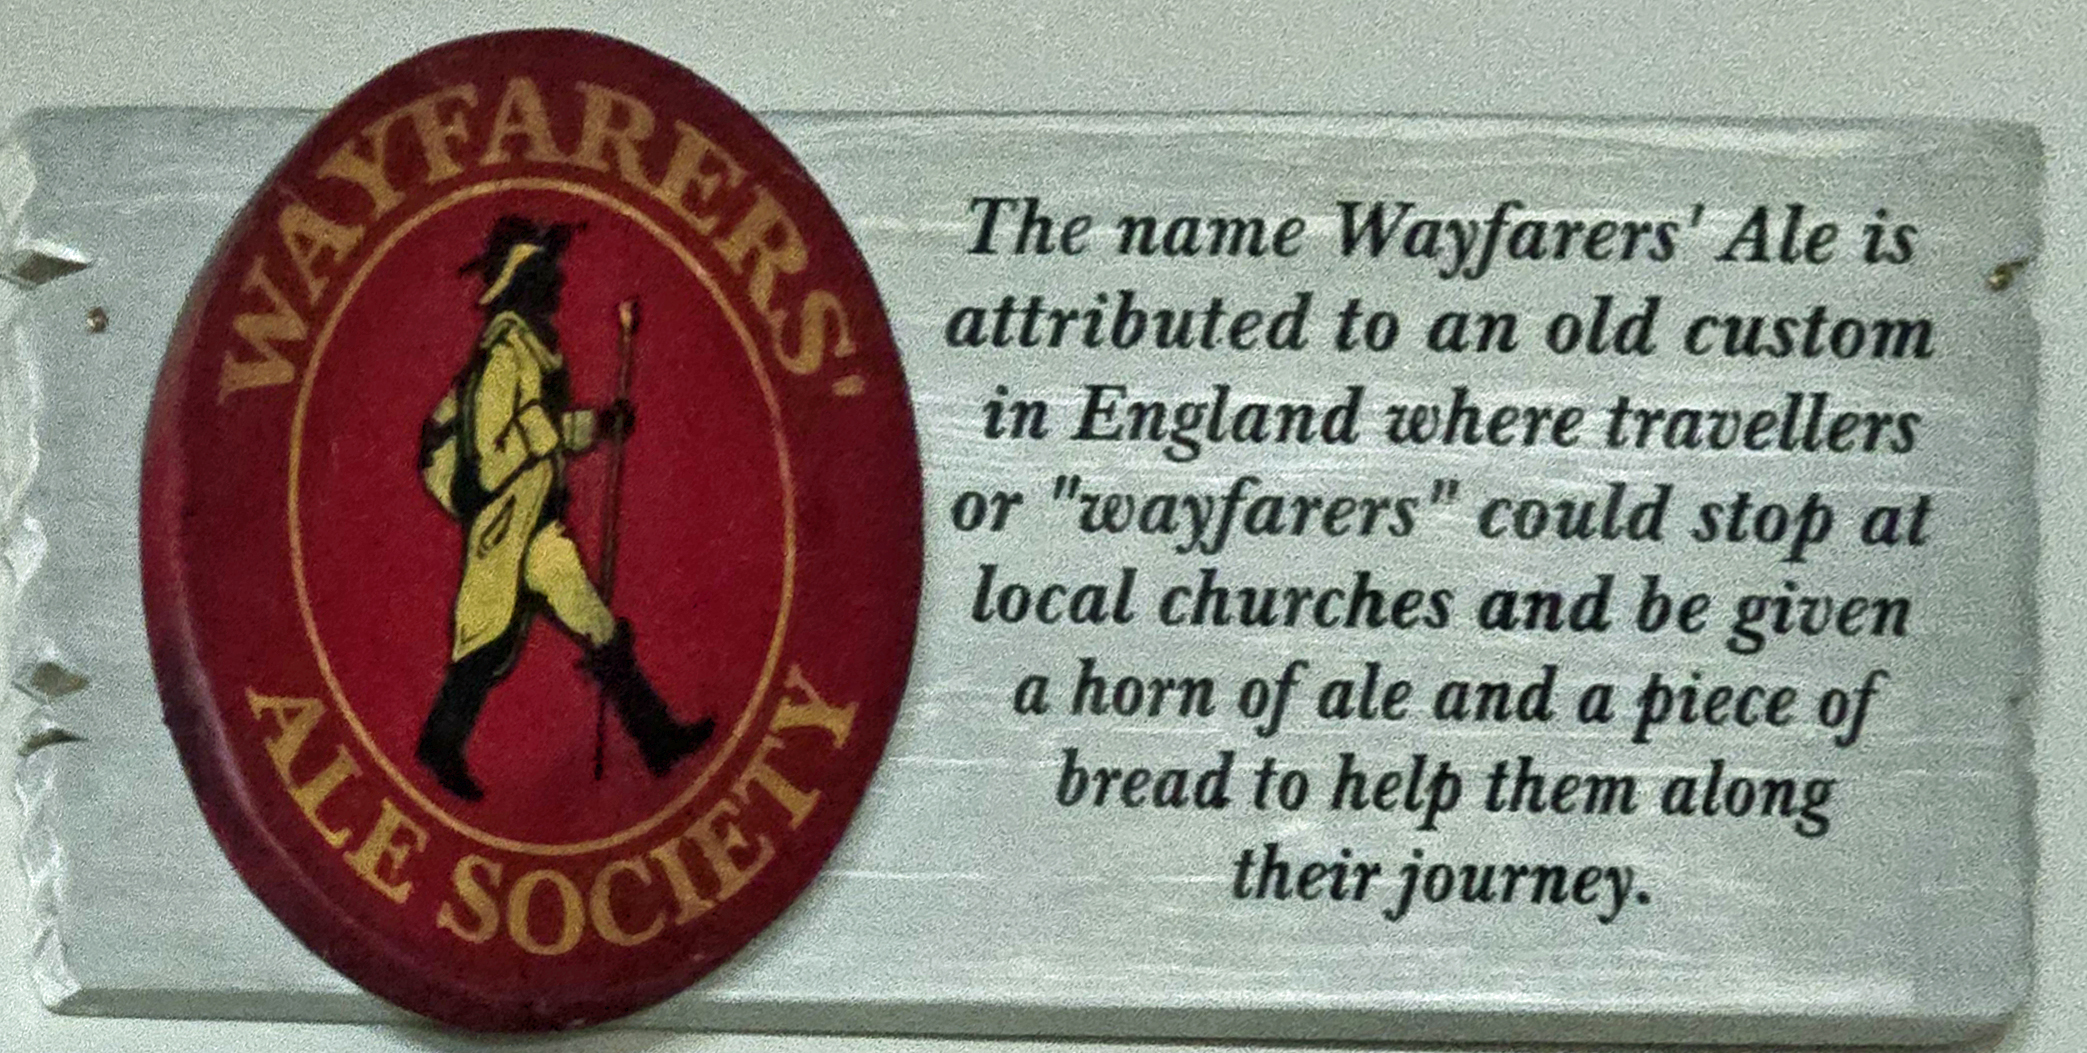 WAYFARERS'
ALE SOCIETY
The name Wayfarers' Ale is
attributed to an old custom
in England where travellers
or "wayfarers" could stop at
local churches and be given
a horn of ale and a piece of
bread to help them along
their journey.